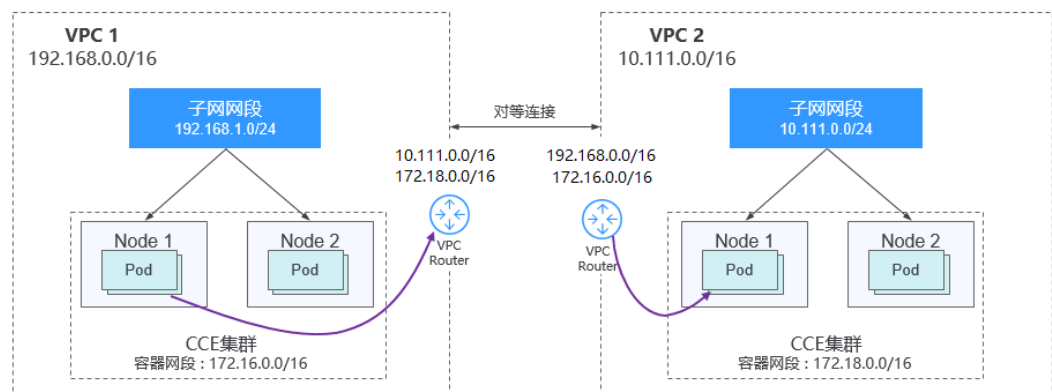 VPC 1
192.168.0.0/16
子网网段
192.168.1.0/24
Node 1
Pod
Node 2
Pod
CCE集群
容器网段：172.16.0.0/16
对等连接
10.111.0.0/16
172.18.0.0/16
VPC
Router
192.168.0.0/16
172.16.0.0/16
VPC
Router
VPC 2
10.111.0.0/16
子网网段
10.111.0.0/24
Node 1
Pod
Node 2
Pod
CCE集群
容器网段：172.18.0.0/16